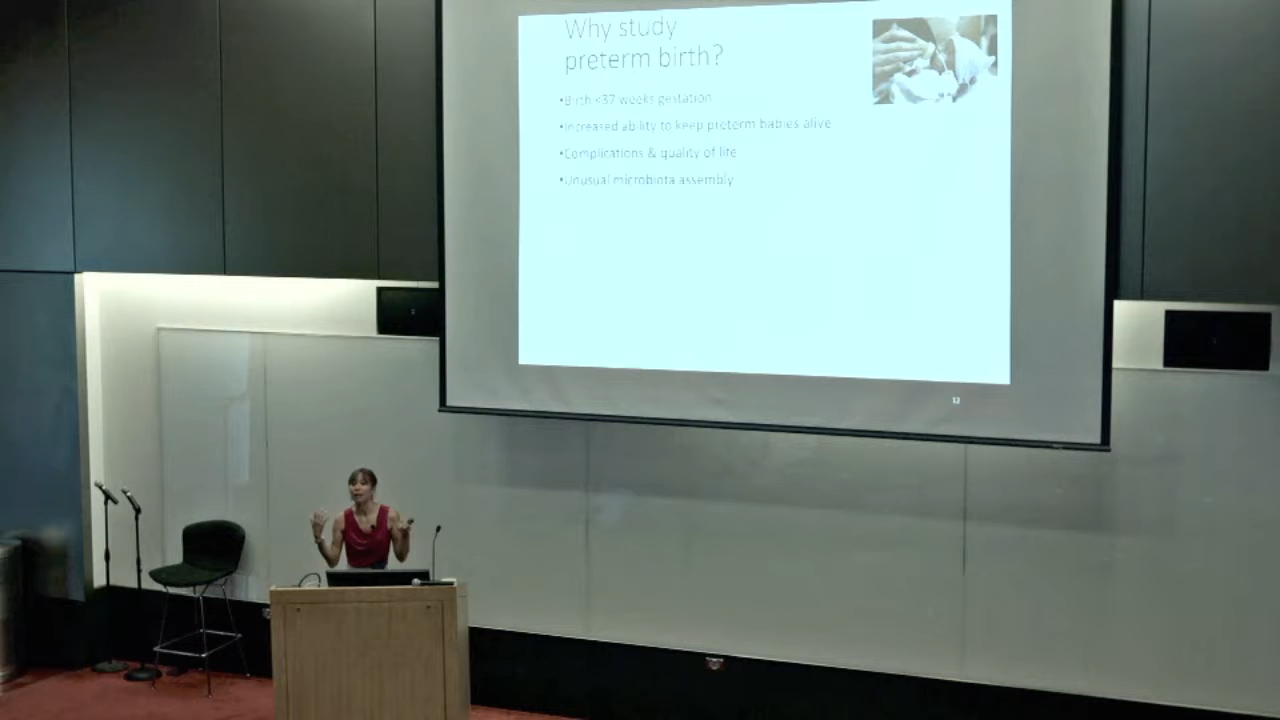 Why study
preterm birth?
•Birth <37 weeks gestation
•Increased ability to keep preterm babies alive
•Complications & quality of life
•Unusual microbiota assembly
12